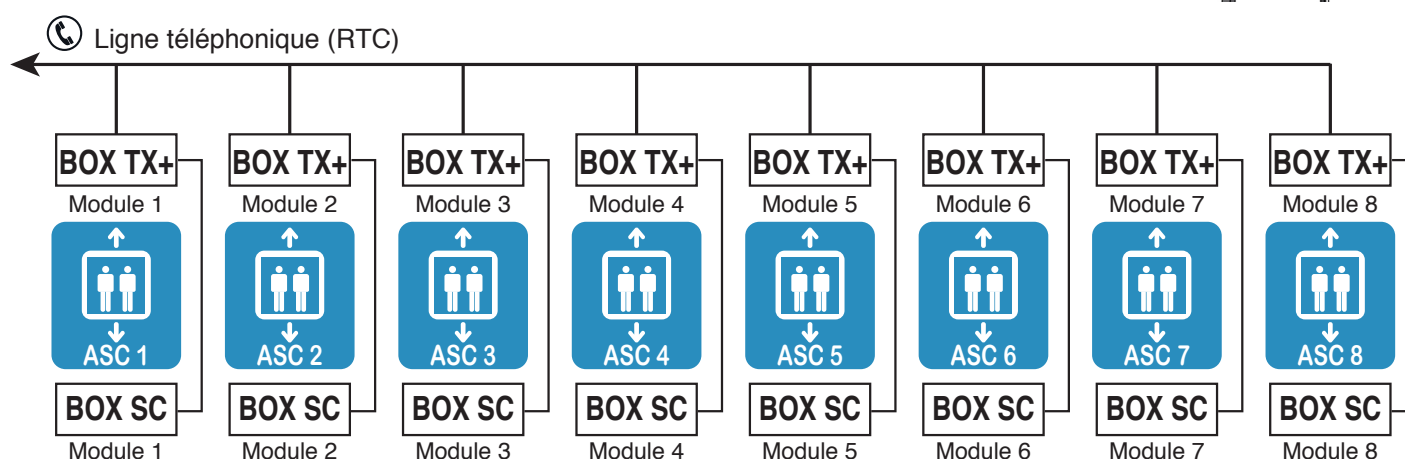 Ligne téléphonique (RTC)
BOX TX+ BOX TX+ BOX TX+ BOX TX+ BOX TX+ BOX TX+ BOX TX+ BOX TX+
Module 1 Module 2 Module 3 Module 4 Module 5 Module 6 Module 7 Module 8
ASC 1 ASC 2 ASC 3 ASC 4 ASC 5 ASC 6 ASC 7 ASC 8
BOX SC BOX SC BOX SC BOX SC BOX SC BOX SC BOX SC BOX SC
Module 1 Module 2 Module 3 Module 4 Module 5 Module 6 Module 7 Module 8